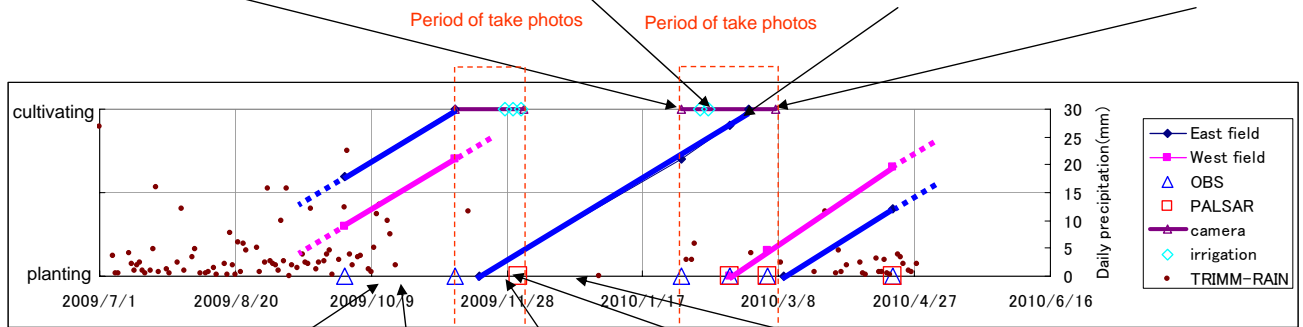 Period of take photos
Period of take photos
cultivating
planting
30
25
20
15
10
5
0
Daily precipitation(mm)
2009/7/1
2009/8/20
2009/10/9
2009/11/28
2010/1/17
2010/3/8
2010/4/27
2010/6/16
East field
West field
OBS
PALSAR
camera
irrigation
TRIMM-RAIN